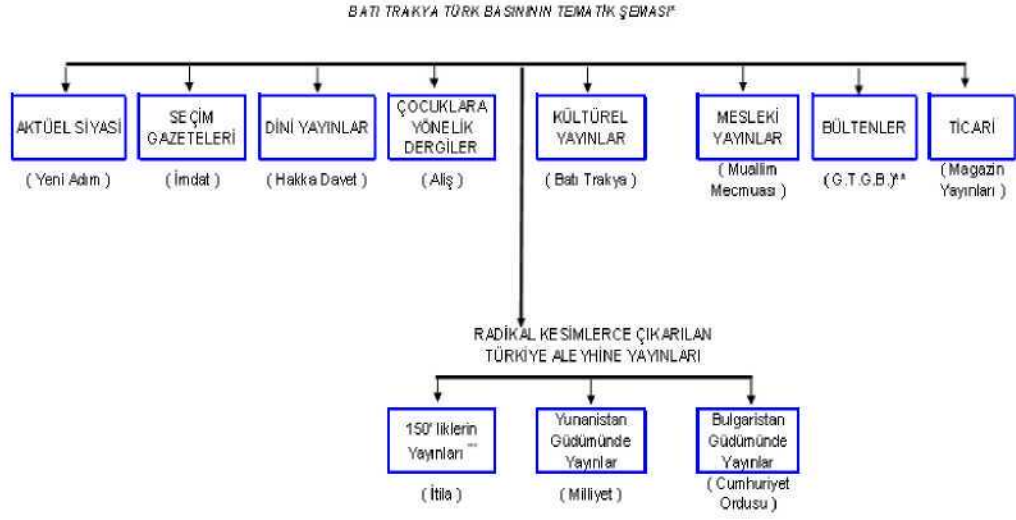 BATI TRAKYA TÜRK BASINININ TEMATİK ŞEMASI*
AKTÜEL SİYASİ
( Yeni Adım )
SEÇİM
GAZETELERİ
( İmdat )
DİNİ YAYINLAR
( Hakka Davet )
ÇOCUKLARA
YÖNELİK
DERGİLER
( Aliş )
KÜLTÜREL
YAYINLAR
( Batı Trakya )
MESLEKİ
YAYINLAR
( Muallim
Mecmuası )
BÜLTENLER
( G.T.G.B.)**
TİCARİ
( Magazin
Yayınları )
RADİKAL KESİMLERCE ÇIKARILAN
TÜRKİYE ALEYHİNE YAYINLARI
150' liklerin
Yayınları ***
( İtila )
Yunanistan
Güdümünde
Yayınlar
( Milliyet )
Bulgaristan
Güdümünde
Yayınlar
( Cumhuriyet
Ordusu )